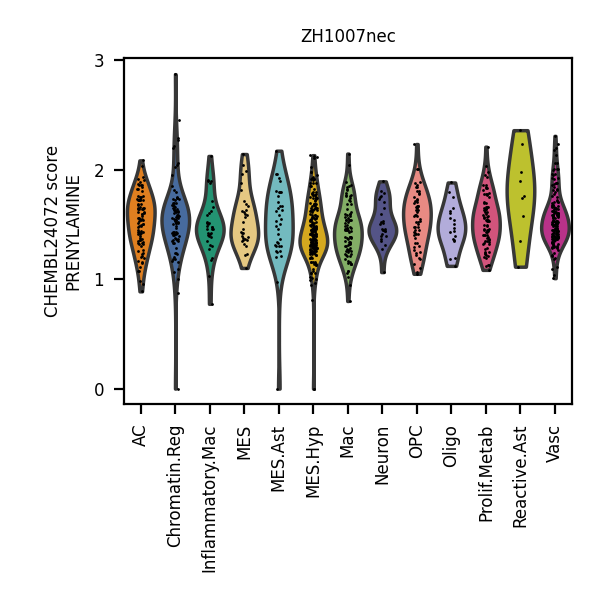 ZH1007nec
CHEMBL24072 score
PRENYLAMINE
3
2
1
0
AC
Chromatin.Reg
Inflammatory.Mac
MES
MES.Ast
MES.Hyp
Mac
Neuron
OPC
Oligo
Prolif.Metab
Reactive.Ast
Vasc